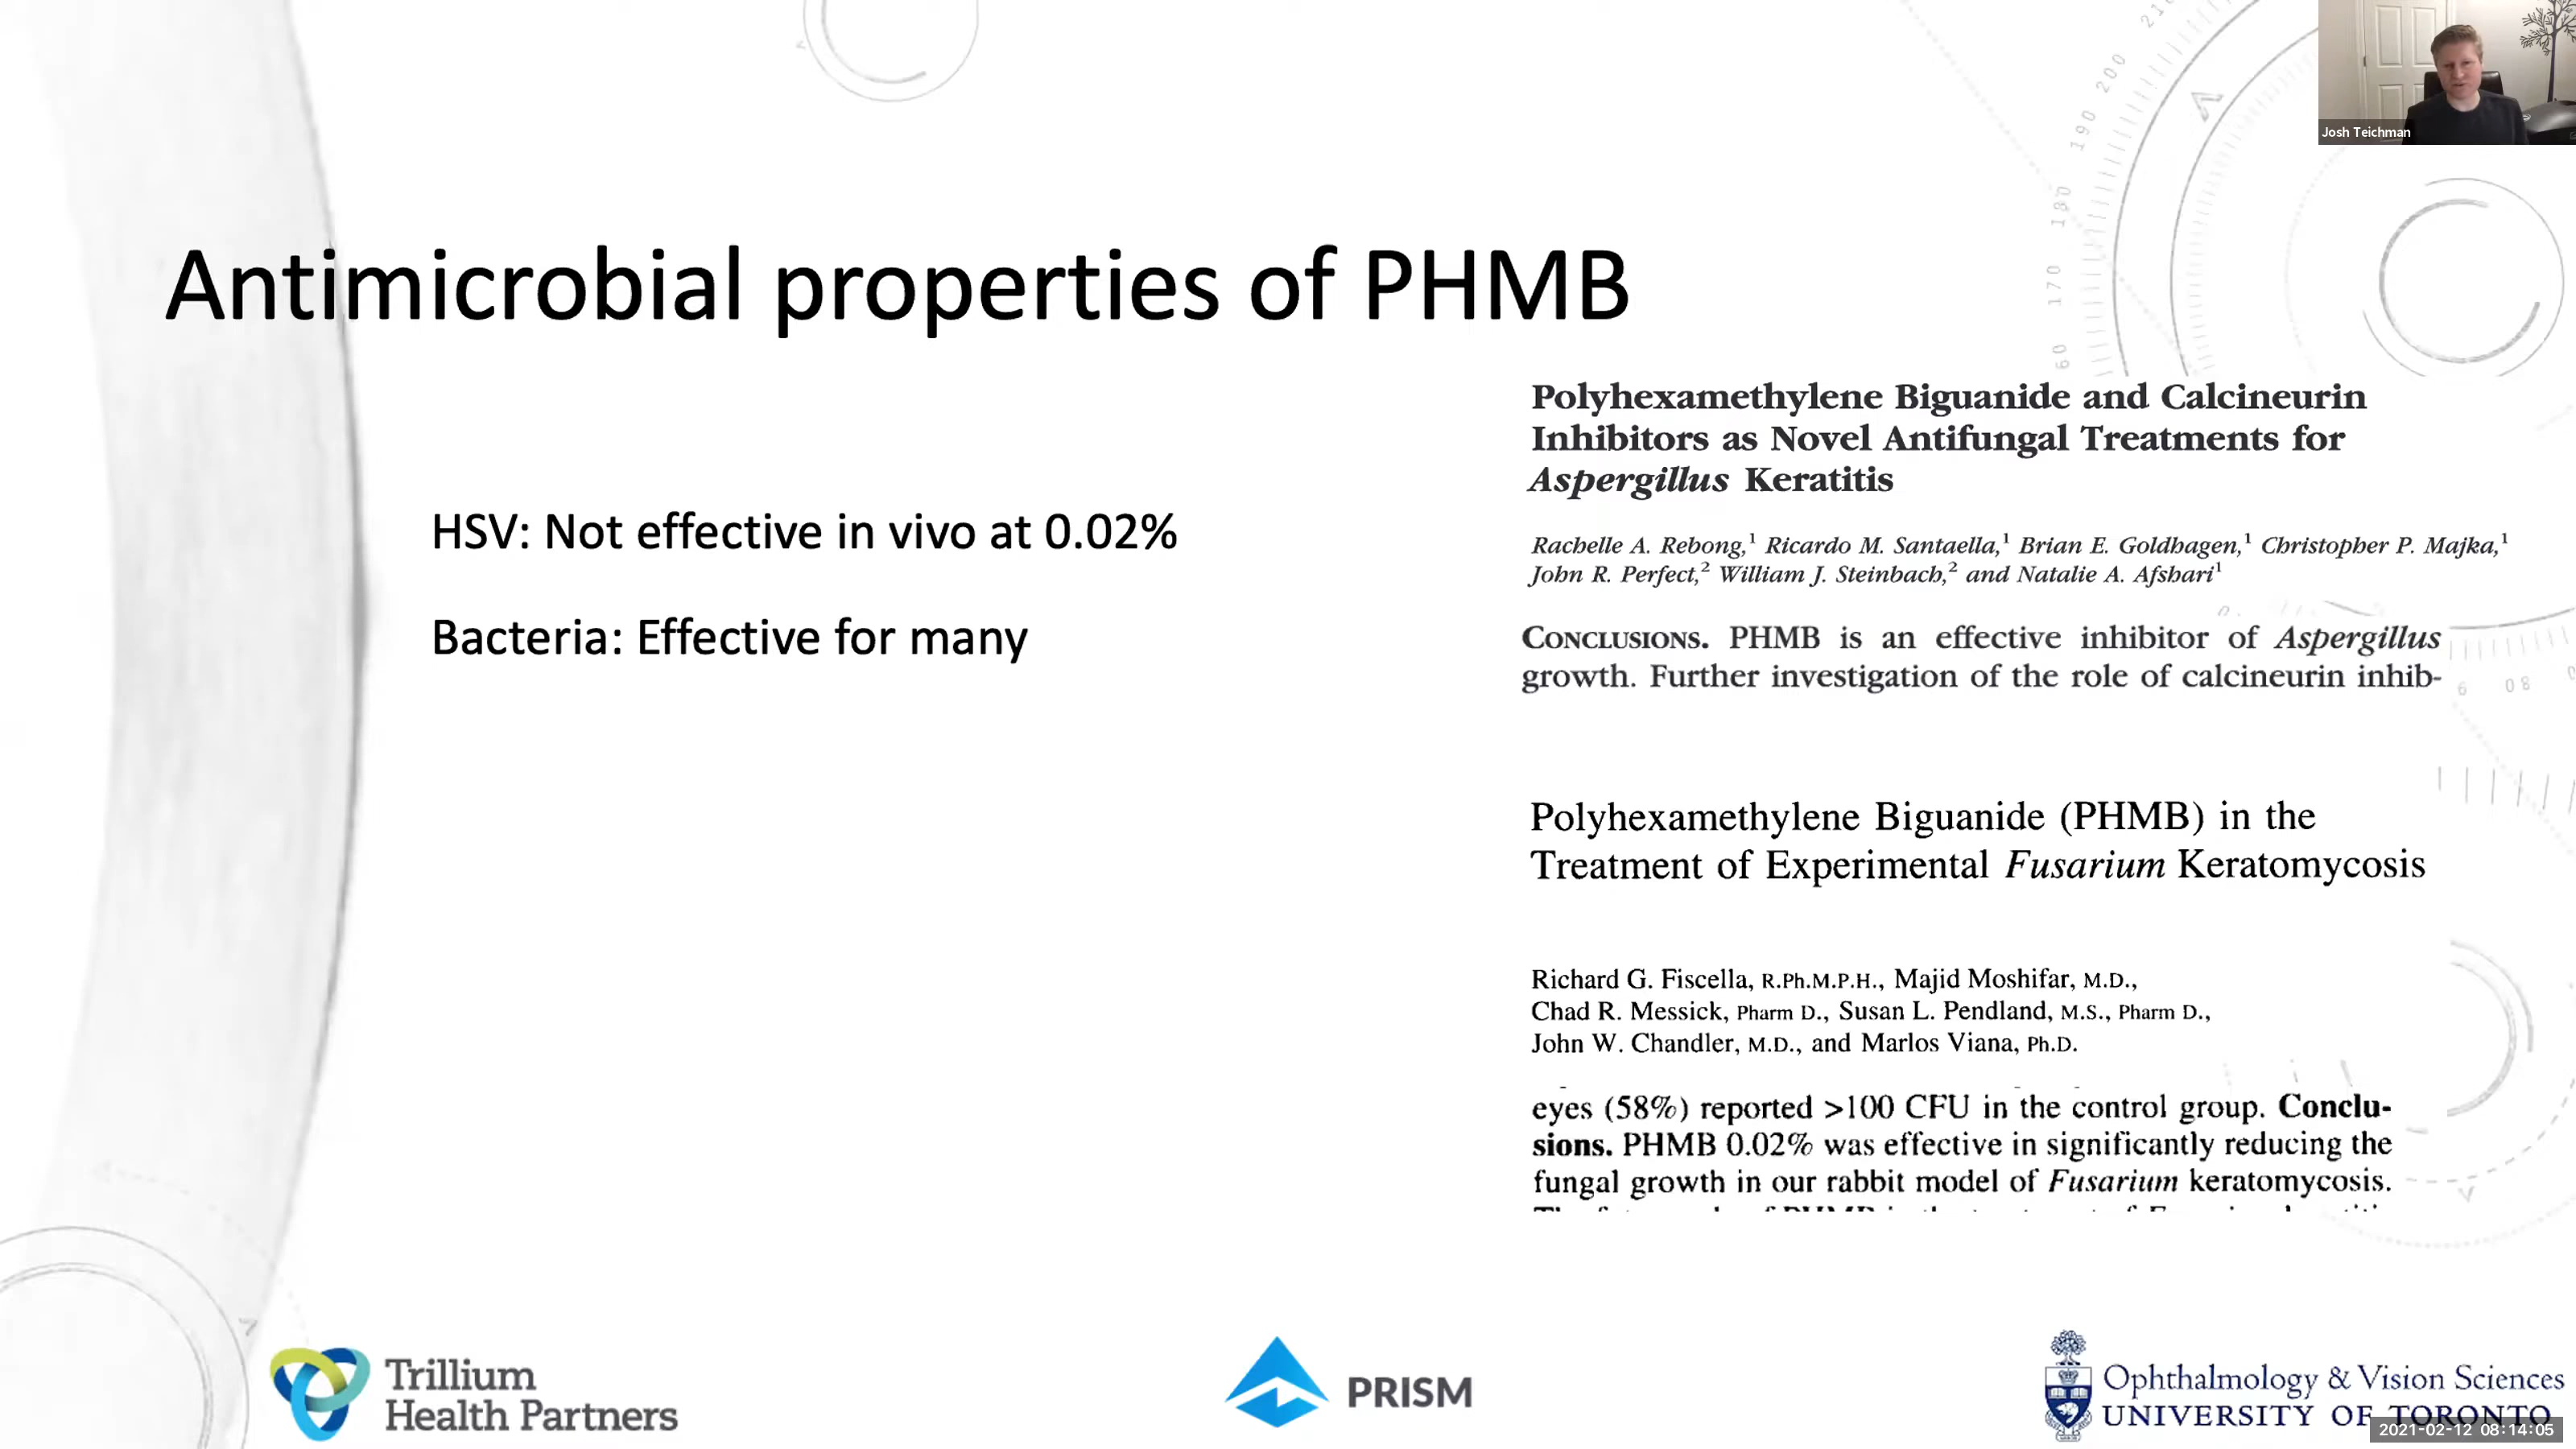 Josh Teichman
Antimicrobial properties of PHMB
HSV: Not effective in vivo at 0.02%
Bacteria: Effective for many
Polyhexamethylene Biguanide and Calcineurin
Inhibitors as Novel Antifungal Treatments for
Aspergillus Keratitis
Rachelle A. Rebong,¹ Ricardo M. Santaella,¹ Brian E. Goldhagen,¹ Christopher P. Majka,¹
John R. Perfect,² William J. Steinbach,² and Natalie A. Afshari¹
CONCLUSIONS. PHMB is an effective inhibitor of Aspergillus
growth. Further investigation of the role of calcineurin inhib-
Polyhexamethylene Biguanide (PHMB) in the
Treatment of Experimental Fusarium Keratomycosis
Richard G. Fiscella, R.Ph.M.P.H., Majid Moshifar, M.D.,
Chad R. Messick, Pharm D., Susan L. Pendland, M.S., Pharm D.,
John W. Chandler, M.D., and Marlos Viana, Ph.D.
eyes (58%) reported >100 CFU in the control group. Conclu-
sions. PHMB 0.02% was effective in significantly reducing the
fungal growth in our rabbit model of Fusarium keratomycosis.
Trillium
Health Partners
PRISM
Ophthalmology & Vision Sciences
UNIVERSITY OF TORONTO
2021-02-12 08:14:05
210
200
190
180
170
60
80